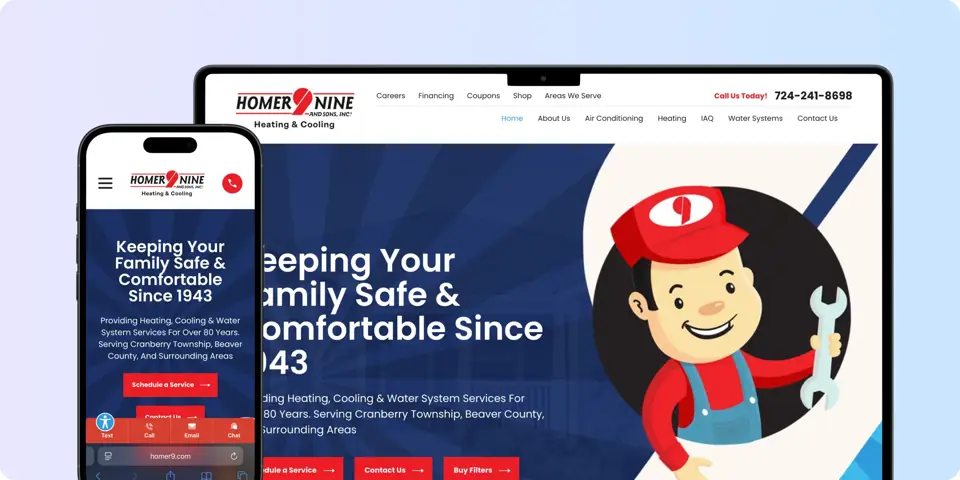 HOMER 9 NINE
AND SONS, INC.
Heating & Cooling
Careers Financing Coupons Shop Areas We Serve
Call Us Today! 724-241-8698
Home About Us Air Conditioning Heating IAQ Water Systems Contact Us
eeping Your
amily Safe &
omfortable Since
943
ding Heating, Cooling & Water System Services For
80 Years. Serving Cranberry Township, Beaver County,
Surrounding Areas
dule a Service
Contact Us
Buy Filters
9
HOMER 9 NINE
AND SONS, INC.
Heating & Cooling
Keeping Your
Family Safe &
Comfortable
Since 1943
Providing Heating, Cooling & Water
System Services For Over 80 Years.
Serving Cranberry Township, Beaver
County, And Surrounding Areas
Schedule a Service
Contact Us
Text Call Email Chat
homer9.com